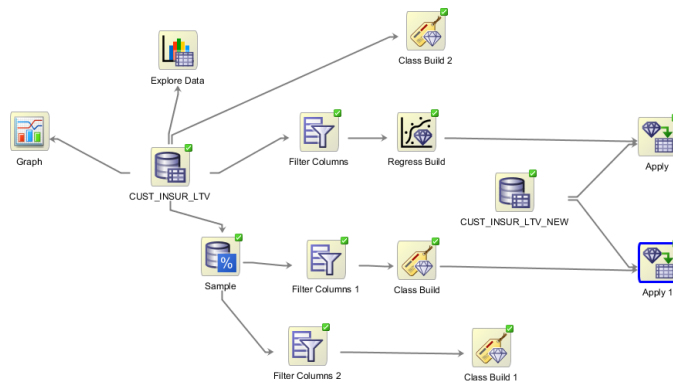 Class Build 2
Explore Data
Graph
Filter Columns
Regress Build
Apply
CUST_INSUR_LTV
CUST_INSUR_LTV_NEW
%
Sample
Filter Columns 1
Class Build
Apply 1
Filter Columns 2
Class Build 1